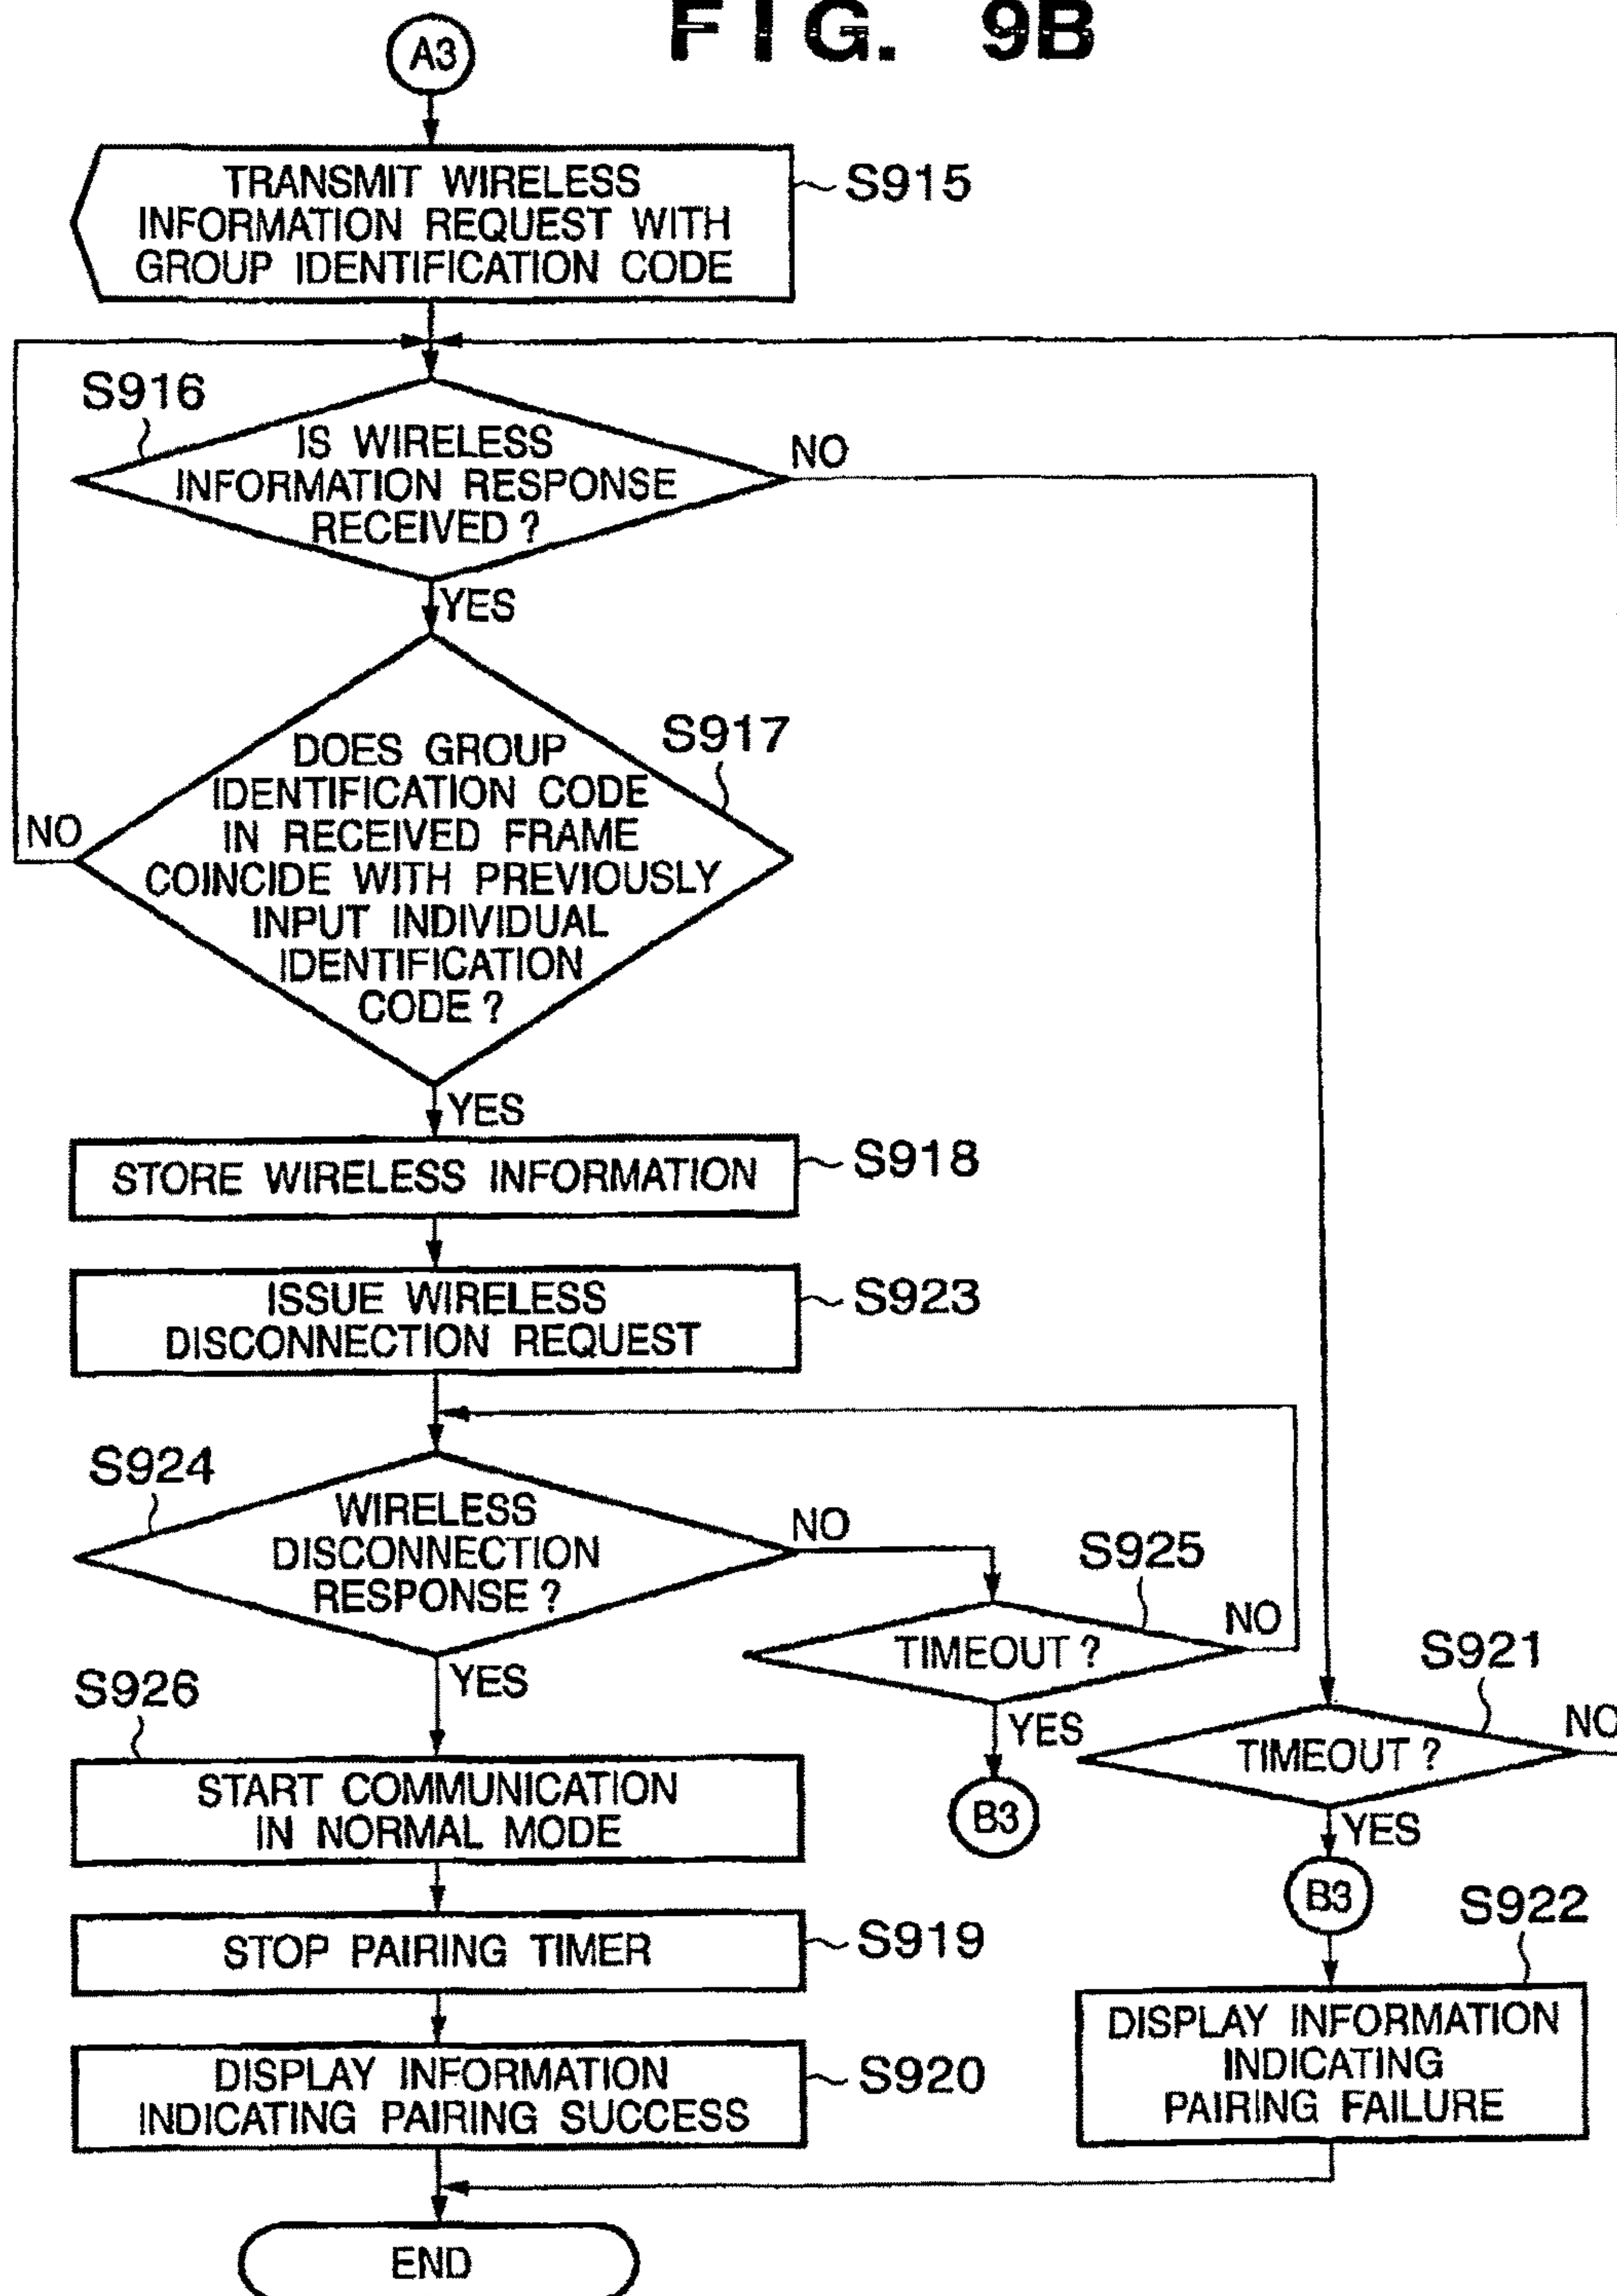 FIG. 9B
A3
TRANSMIT WIRELESS
INFORMATION REQUEST WITH
GROUP IDENTIFICATION CODE
S915
S916
IS WIRELESS
INFORMATION RESPONSE
RECEIVED ?
NO
YES
S917
DOES GROUP
IDENTIFICATION CODE
IN RECEIVED FRAME
COINCIDE WITH PREVIOUSLY
INPUT INDIVIDUAL
IDENTIFICATION
CODE ?
NO
YES
STORE WIRELESS INFORMATION
S918
ISSUE WIRELESS
DISCONNECTION REQUEST
S923
S924
WIRELESS
DISCONNECTION
RESPONSE ?
NO
YES
S925
TIMEOUT ?
NO
YES
B3
S921
TIMEOUT ?
NO
YES
B3
S926
START COMMUNICATION
IN NORMAL MODE
STOP PAIRING TIMER
S919
S922
DISPLAY INFORMATION
INDICATING
PAIRING FAILURE
DISPLAY INFORMATION
INDICATING PAIRING SUCCESS
S920
END